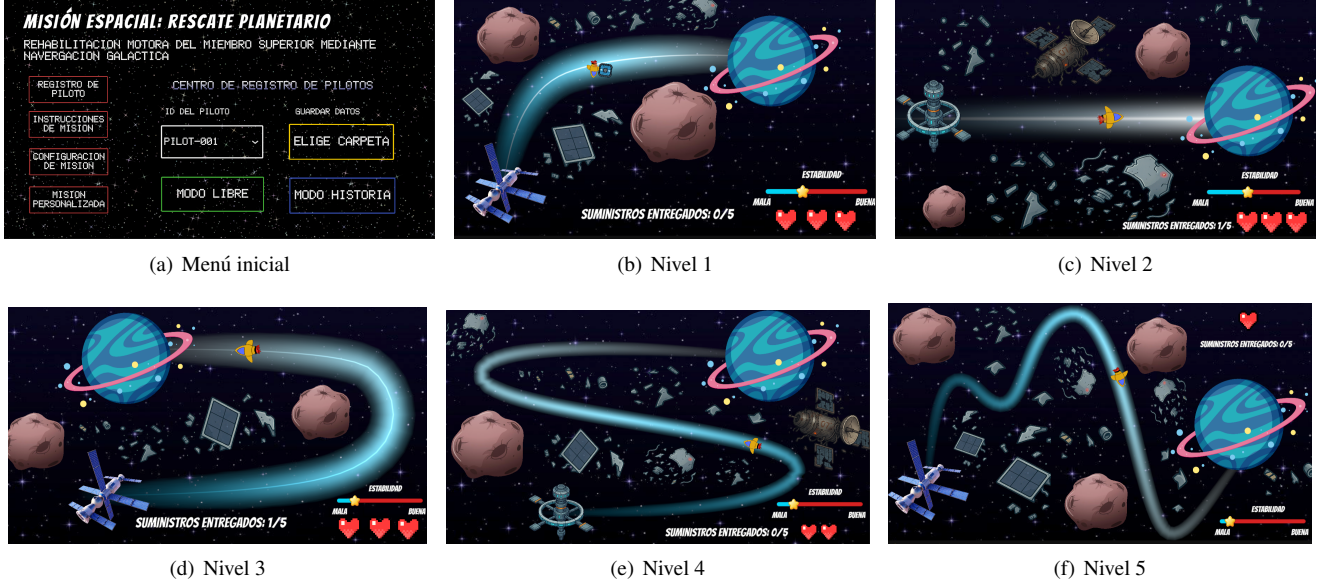 MISIÓN ESPACIAL: RESCATE PLANETARIO
REHABILITACION MOTORA DEL MIEMBRO SUPERIOR MEDIANTE
NAVERGACION GALACTICA
REGISTRO DE
PILOTO
INSTRUCCIONES
DE MISION
CONFIGURACION
DE MISION
MISION
PERSONALIZADA
CENTRO DE REGISTRO DE PILOTOS
ID DEL PILOTO
GUARDAR DATOS
PILOT-001
ELIGE CARPETA
MODO LIBRE
MODO HISTORIA
(a) Menú inicial
ESTABILIDAD
MALA
BUENA
SUMINISTROS ENTREGADOS: 0/5
(b) Nivel 1
ESTABILIDAD
MALA
BUENA
SUMINISTROS ENTREGADOS: 1/5
(c) Nivel 2
ESTABILIDAD
MALA
BUENA
SUMINISTROS ENTREGADOS: 1/5
(d) Nivel 3
ESTABILIDAD
MALA
BUENA
SUMINISTROS ENTREGADOS: 0/5
(e) Nivel 4
SUMINISTROS ENTREGADOS: 0/5
ESTABILIDAD
MALA
BUENA
(f) Nivel 5